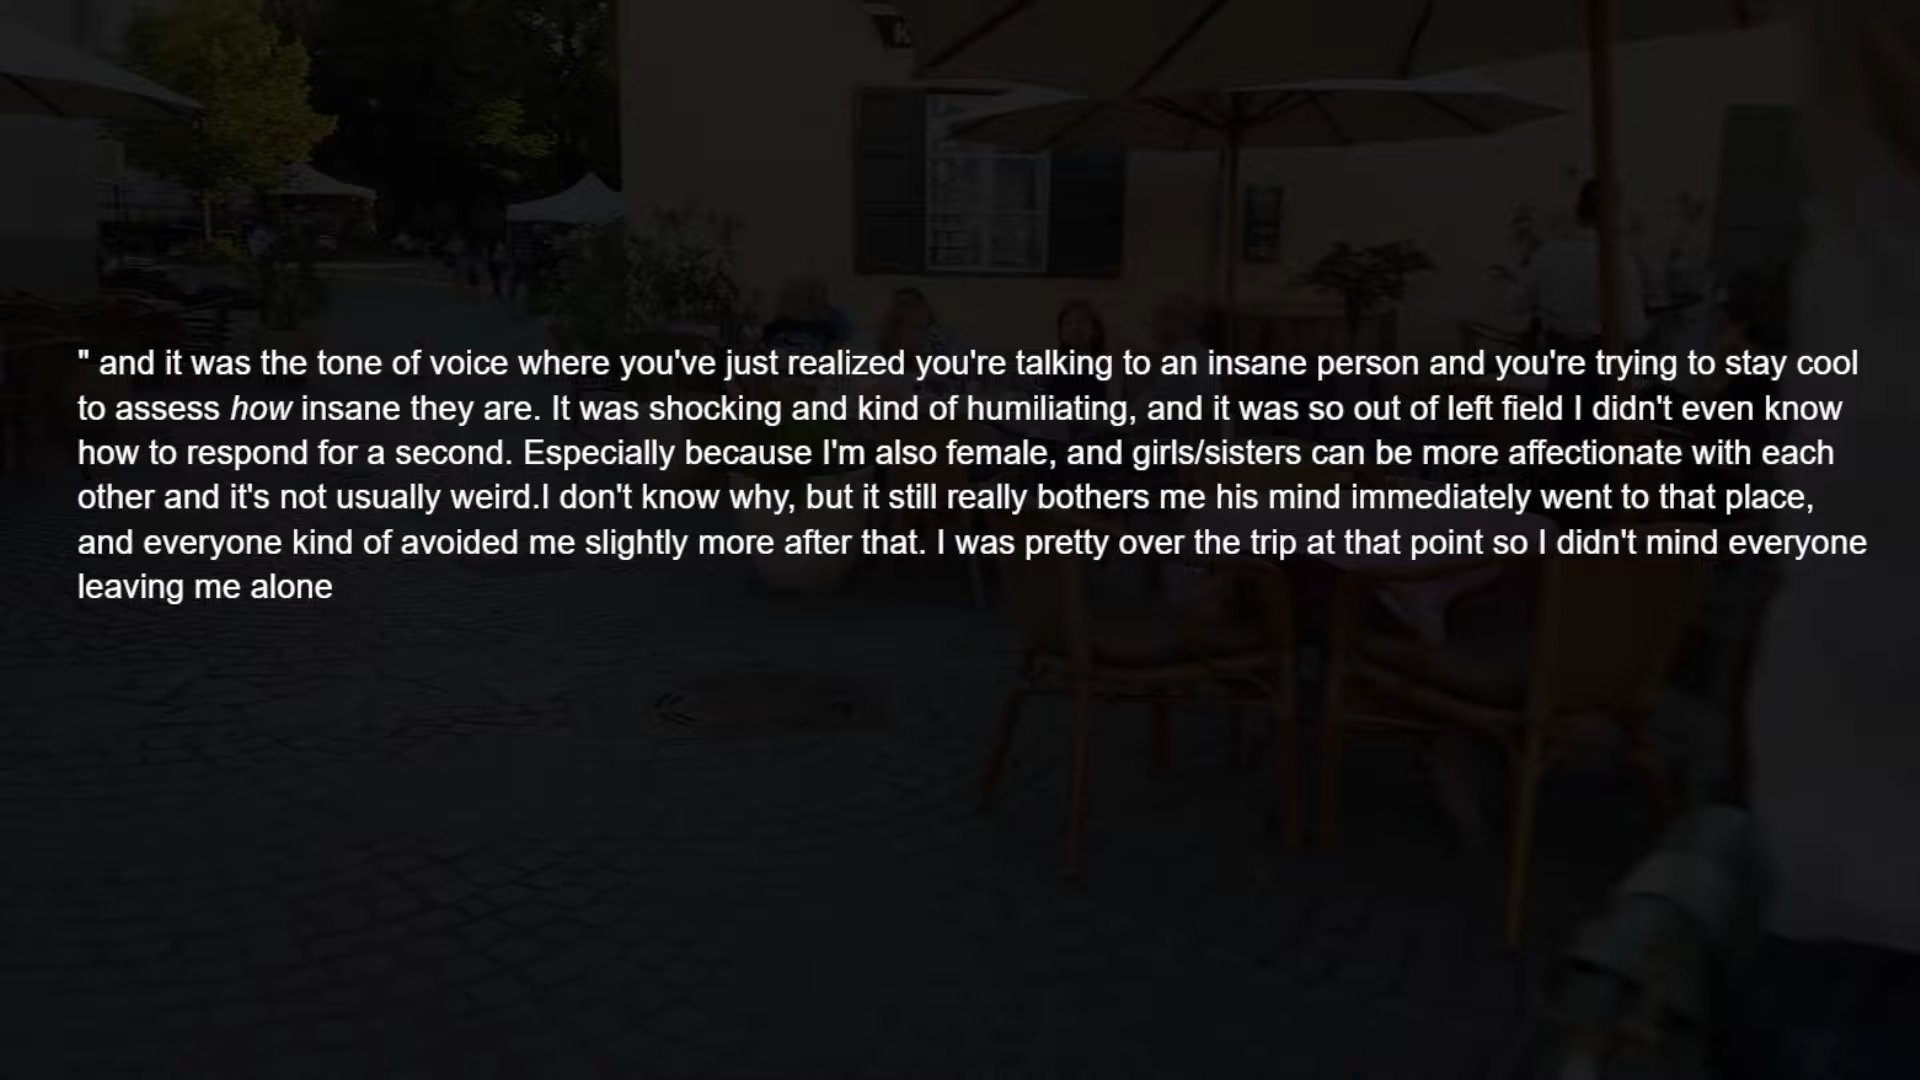 " and it was the tone of voice where you've just realized you're talking to an insane person and you're trying to stay cool
to assess how insane they are. It was shocking and kind of humiliating, and it was so out of left field I didn't even know
how to respond for a second. Especially because I'm also female, and girls/sisters can be more affectionate with each
other and it's not usually weird.I don't know why, but it still really bothers me his mind immediately went to that place,
and everyone kind of avoided me slightly more after that. I was pretty over the trip at that point so I didn't mind everyone
leaving me alone